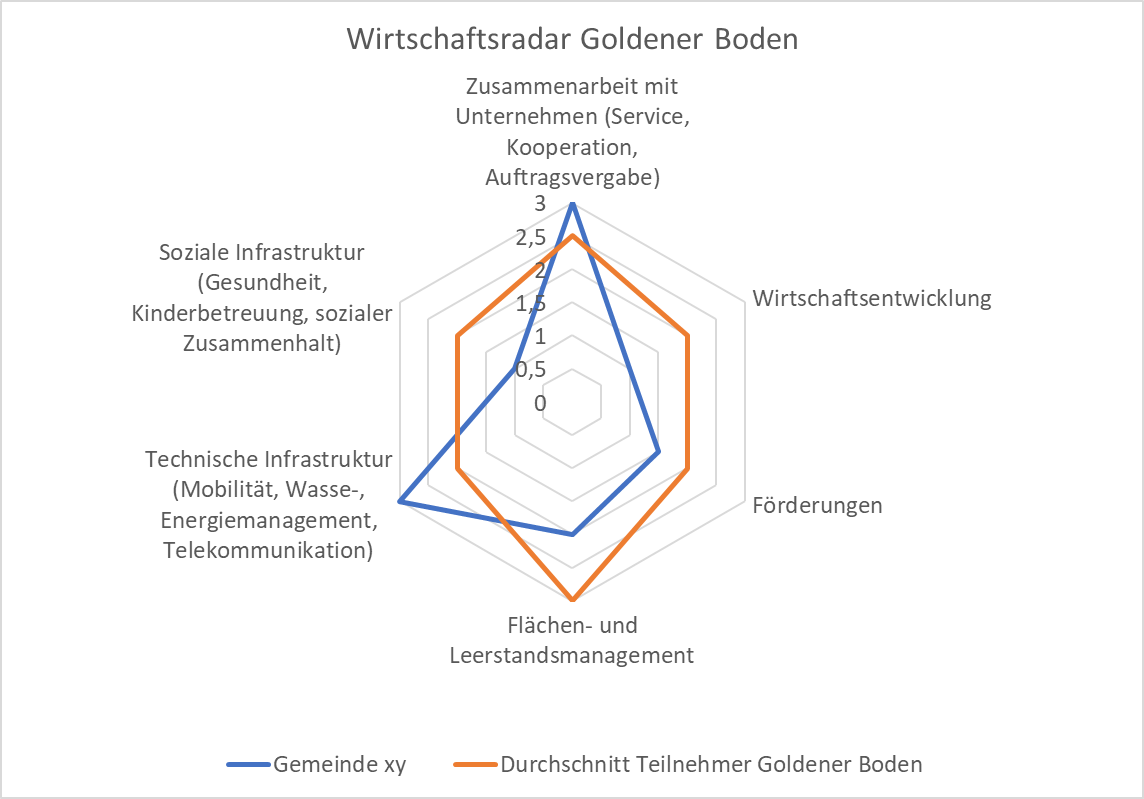 Wirtschaftsradar Goldener Boden
Zusammenarbeit mit
Unternehmen (Service,
Kooperation,
Auftragsvergabe)
3
2,5
2
1,5
1
0,5
0
Wirtschaftsentwicklung
Förderungen
Flächen- und
Leerstandsmanagement
Technische Infrastruktur
(Mobilität, Wasse-,
Energiemanagement,
Telekommunikation)
Soziale Infrastruktur
(Gesundheit,
Kinderbetreuung, sozialer
Zusammenhalt)
Gemeinde xy
Durchschnitt Teilnehmer Goldener Boden